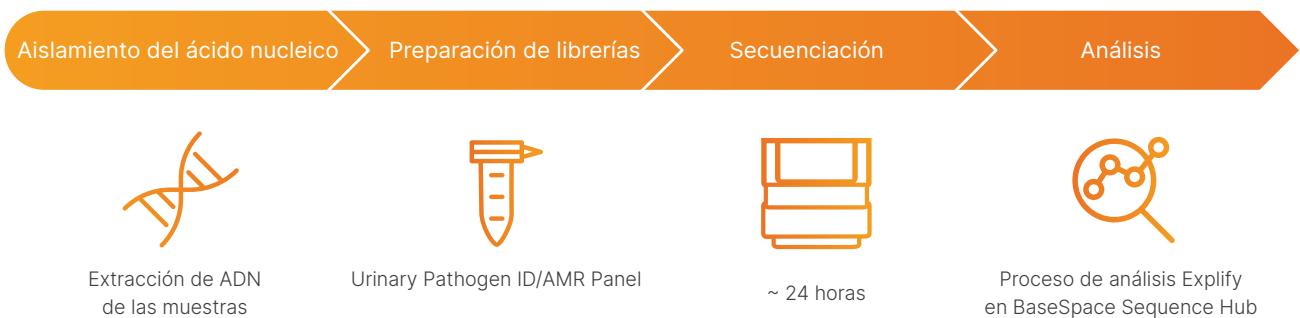 Aislamiento del ácido nucleico
Preparación de librerías
Secuenciación
Análisis
Extracción de ADN
de las muestras
Urinary Pathogen ID/AMR Panel
~ 24 horas
Proceso de análisis Explify
en BaseSpace Sequence Hub